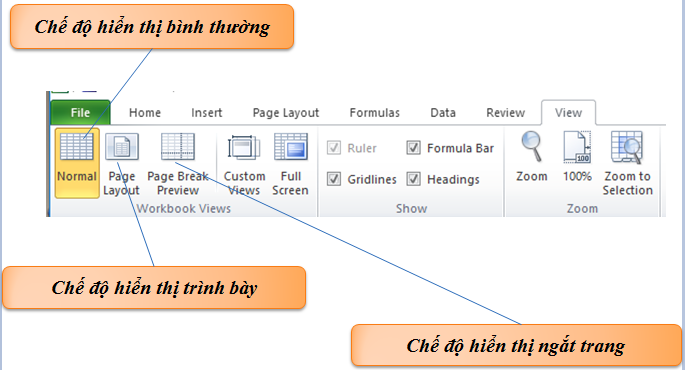 Chế độ hiển thị bình thường
File Home Insert Page Layout Formulas Data Review View
Normal Page Layout Page Break Preview Custom Views Full Screen
Ruler Formula Bar
Gridlines Headings
Zoom 100% Zoom to Selection
Workbook Views Show Zoom
Chế độ hiển thị trình bày
Chế độ hiển thị ngắt trang